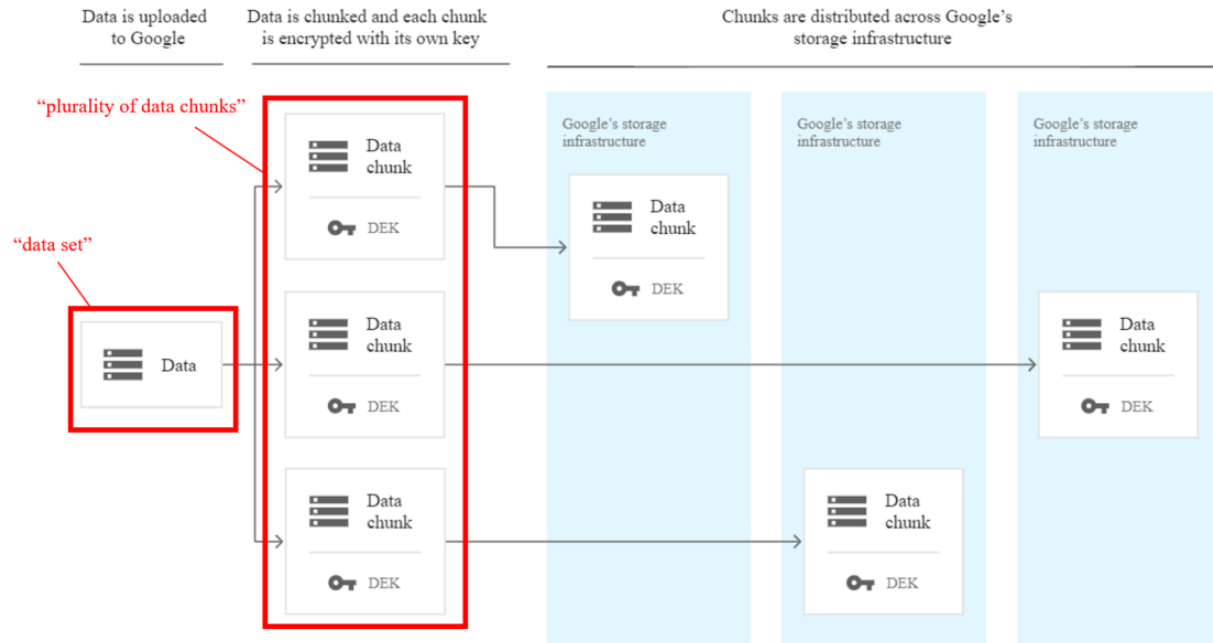 Data is uploaded
to Google
Data is chunked and each chunk
is encrypted with its own key
Chunks are distributed across Google’s
storage infrastructure
“plurality of data chunks”
“data set”
Data
Data
chunk
DEK
Data
chunk
DEK
Data
chunk
DEK
Google’s storage
infrastructure
Data
chunk
DEK
Google’s storage
infrastructure
Data
chunk
DEK
Google’s storage
infrastructure
Data
chunk
DEK